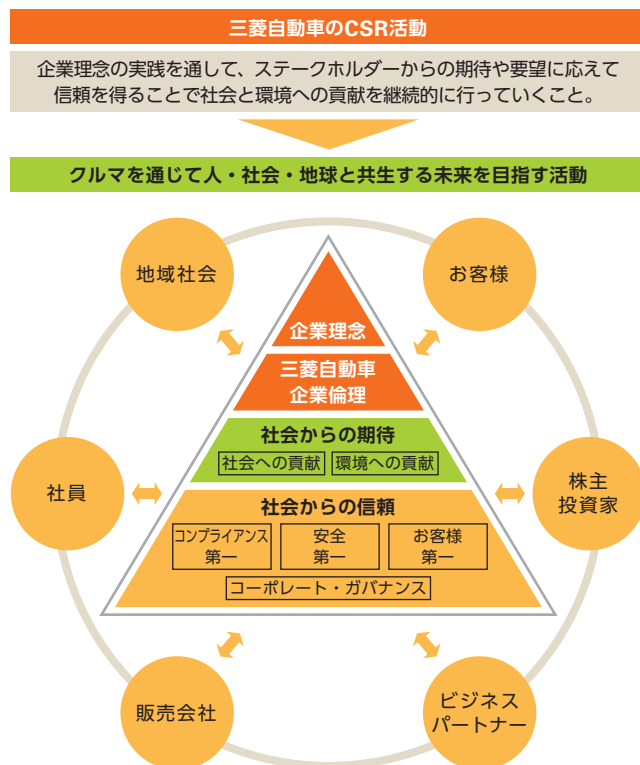 三菱自動車のCSR活動
企業理念の実践を通して、ステークホルダーからの期待や要望に応えて
信頼を得ることで社会と環境への貢献を継続的に行っていくこと。
クルマを通じて人・社会・地球と共生する未来を目指す活動
地域社会
お客様
企業理念
三菱自動車
企業倫理
社会からの期待
社会への貢献
環境への貢献
社員
株主
投資家
社会からの信頼
コンプライアンス
第一
安全
第一
お客様
第一
コーポレート・ガバナンス
販売会社
ビジネス
パートナー